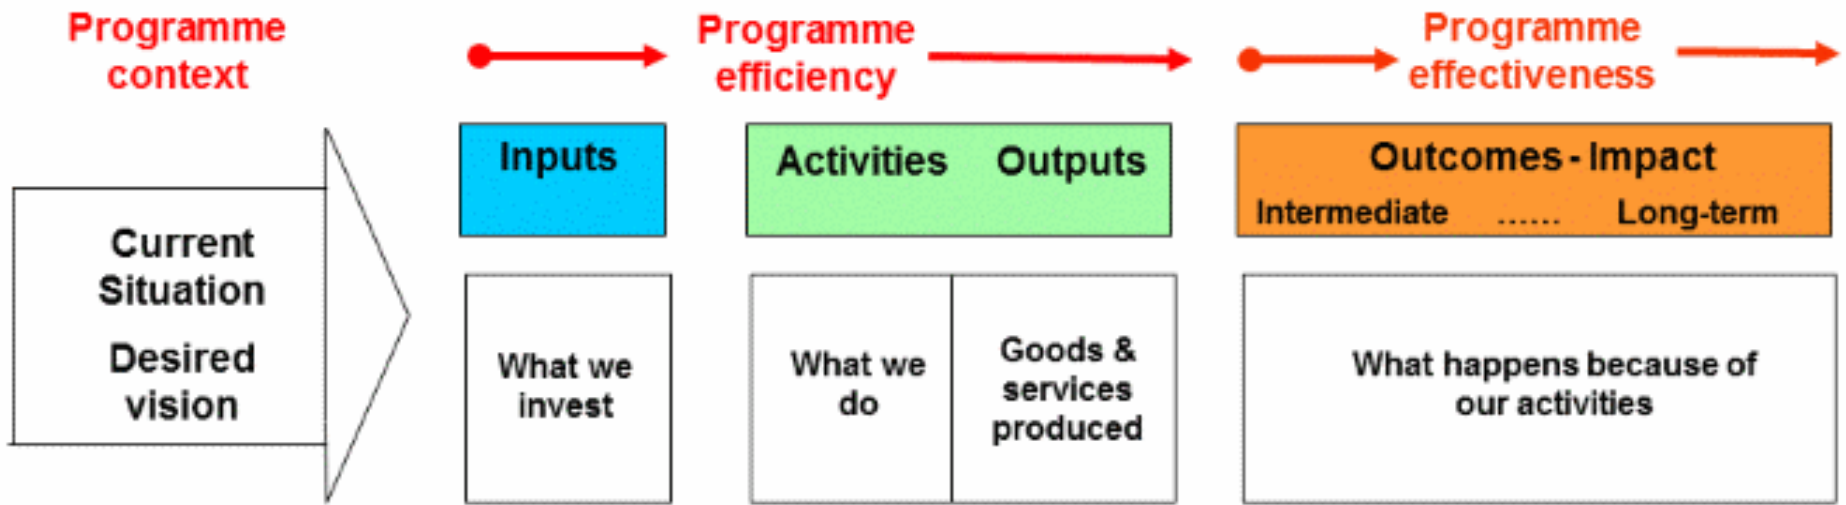 Programme
context
Programme
efficiency
Programme
effectiveness
Current
Situation
Desired
vision
Inputs
Activities Outputs
Outcomes - Impact
Intermediate ...... Long-term
What we
invest
What we
do
Goods &
services
produced
What happens because of
our activities